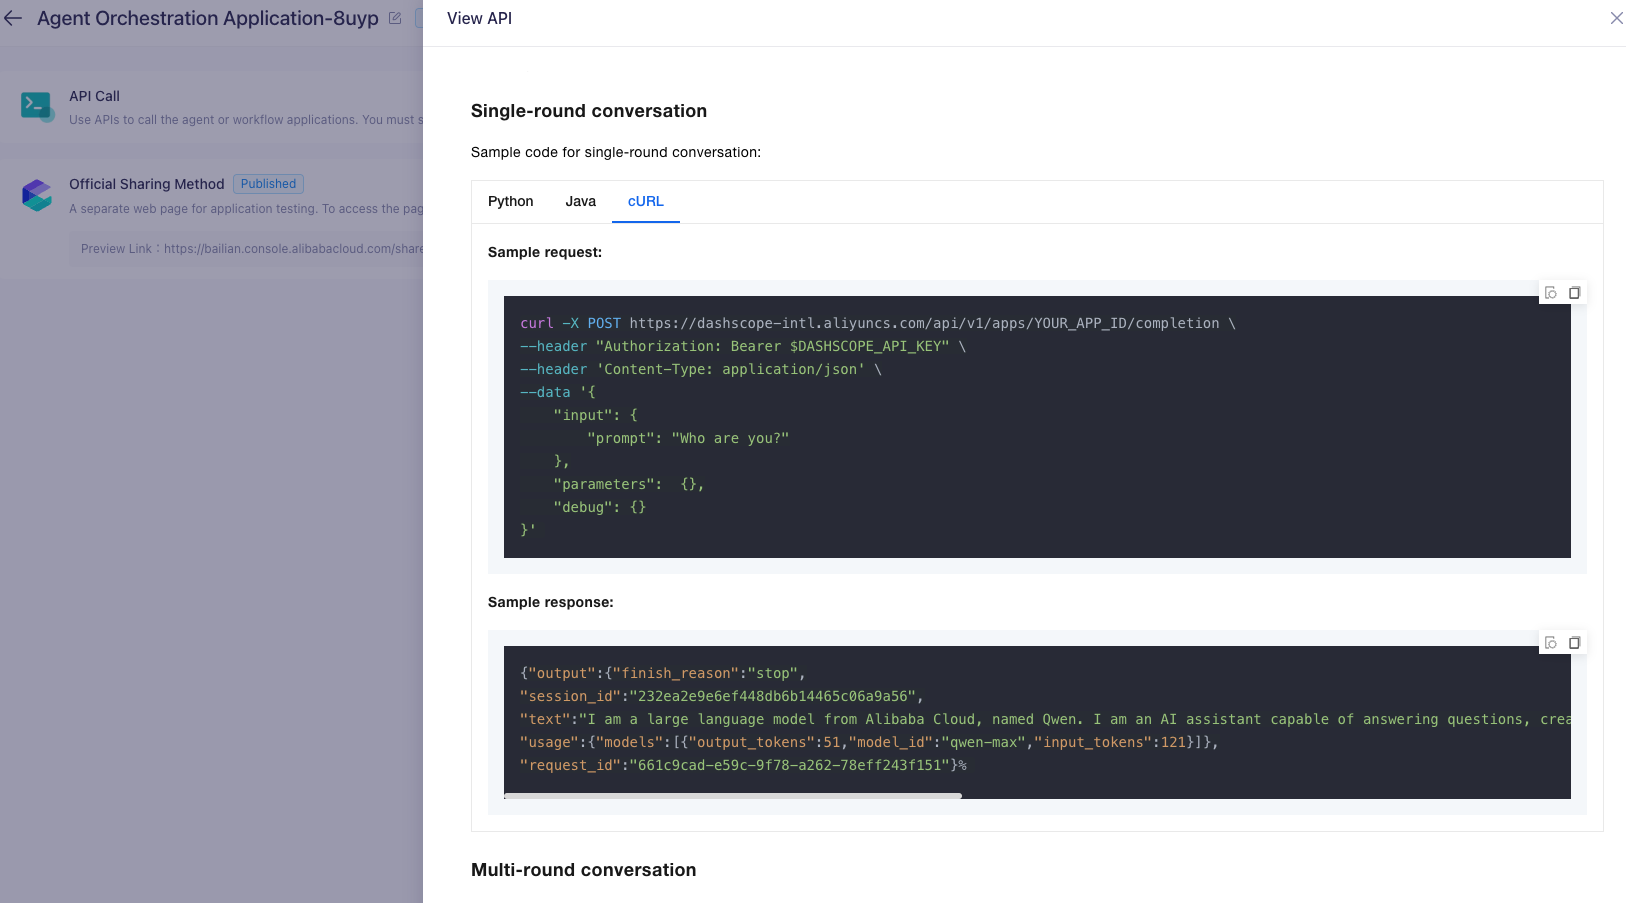 Agent Orchestration Application-8uyp
API Call
Use APIs to call the agent or workflow applications. You must
Official Sharing Method Published
A separate web page for application testing. To access the
Preview Link : https://bailian.console.alibabacloud.com/share
View API
Single-round conversation
Sample code for single-round conversation:
Python Java cURL
Sample request:
curl -X POST https://dashscope-intl.aliyuncs.com/api/v1/apps/YOUR_APP_ID/completion \
--header "Authorization: Bearer $DASHSCOPE_API_KEY" \
--header 'Content-Type: application/json' \
--data '{
"input": {
"prompt": "Who are you?"
},
"parameters":  {},
"debug": {}
}'
Sample response:
{"output":{"finish_reason":"stop",
"session_id":"232ea2e9e6ef448db6b14465c06a9a56",
"text":"I am a large language model from Alibaba Cloud, named Qwen. I am an AI assistant capable of answering questions,
"usage":{"models":[{"output_tokens":51,"model_id":"qwen-max","input_tokens":121}]},
"request_id":"661c9cad-e59c-9f78-a262-78eff243f151"}%
Multi-round conversation